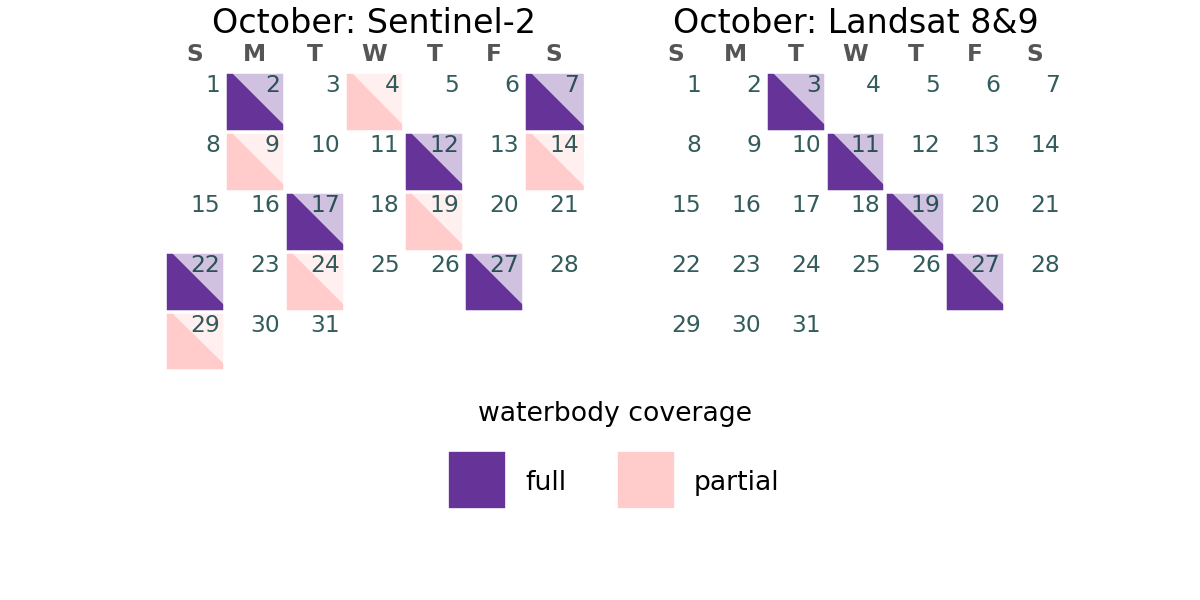 October: Sentinel-2
S M T W T F S
1 2 3 4 5 6 7
8 9 10 11 12 13 14
15 16 17 18 19 20 21
22 23 24 25 26 27 28
29 30 31
October: Landsat 8&9
S M T W T F S
1 2 3 4 5 6 7
8 9 10 11 12 13 14
15 16 17 18 19 20 21
22 23 24 25 26 27 28
29 30 31
waterbody coverage
full partial